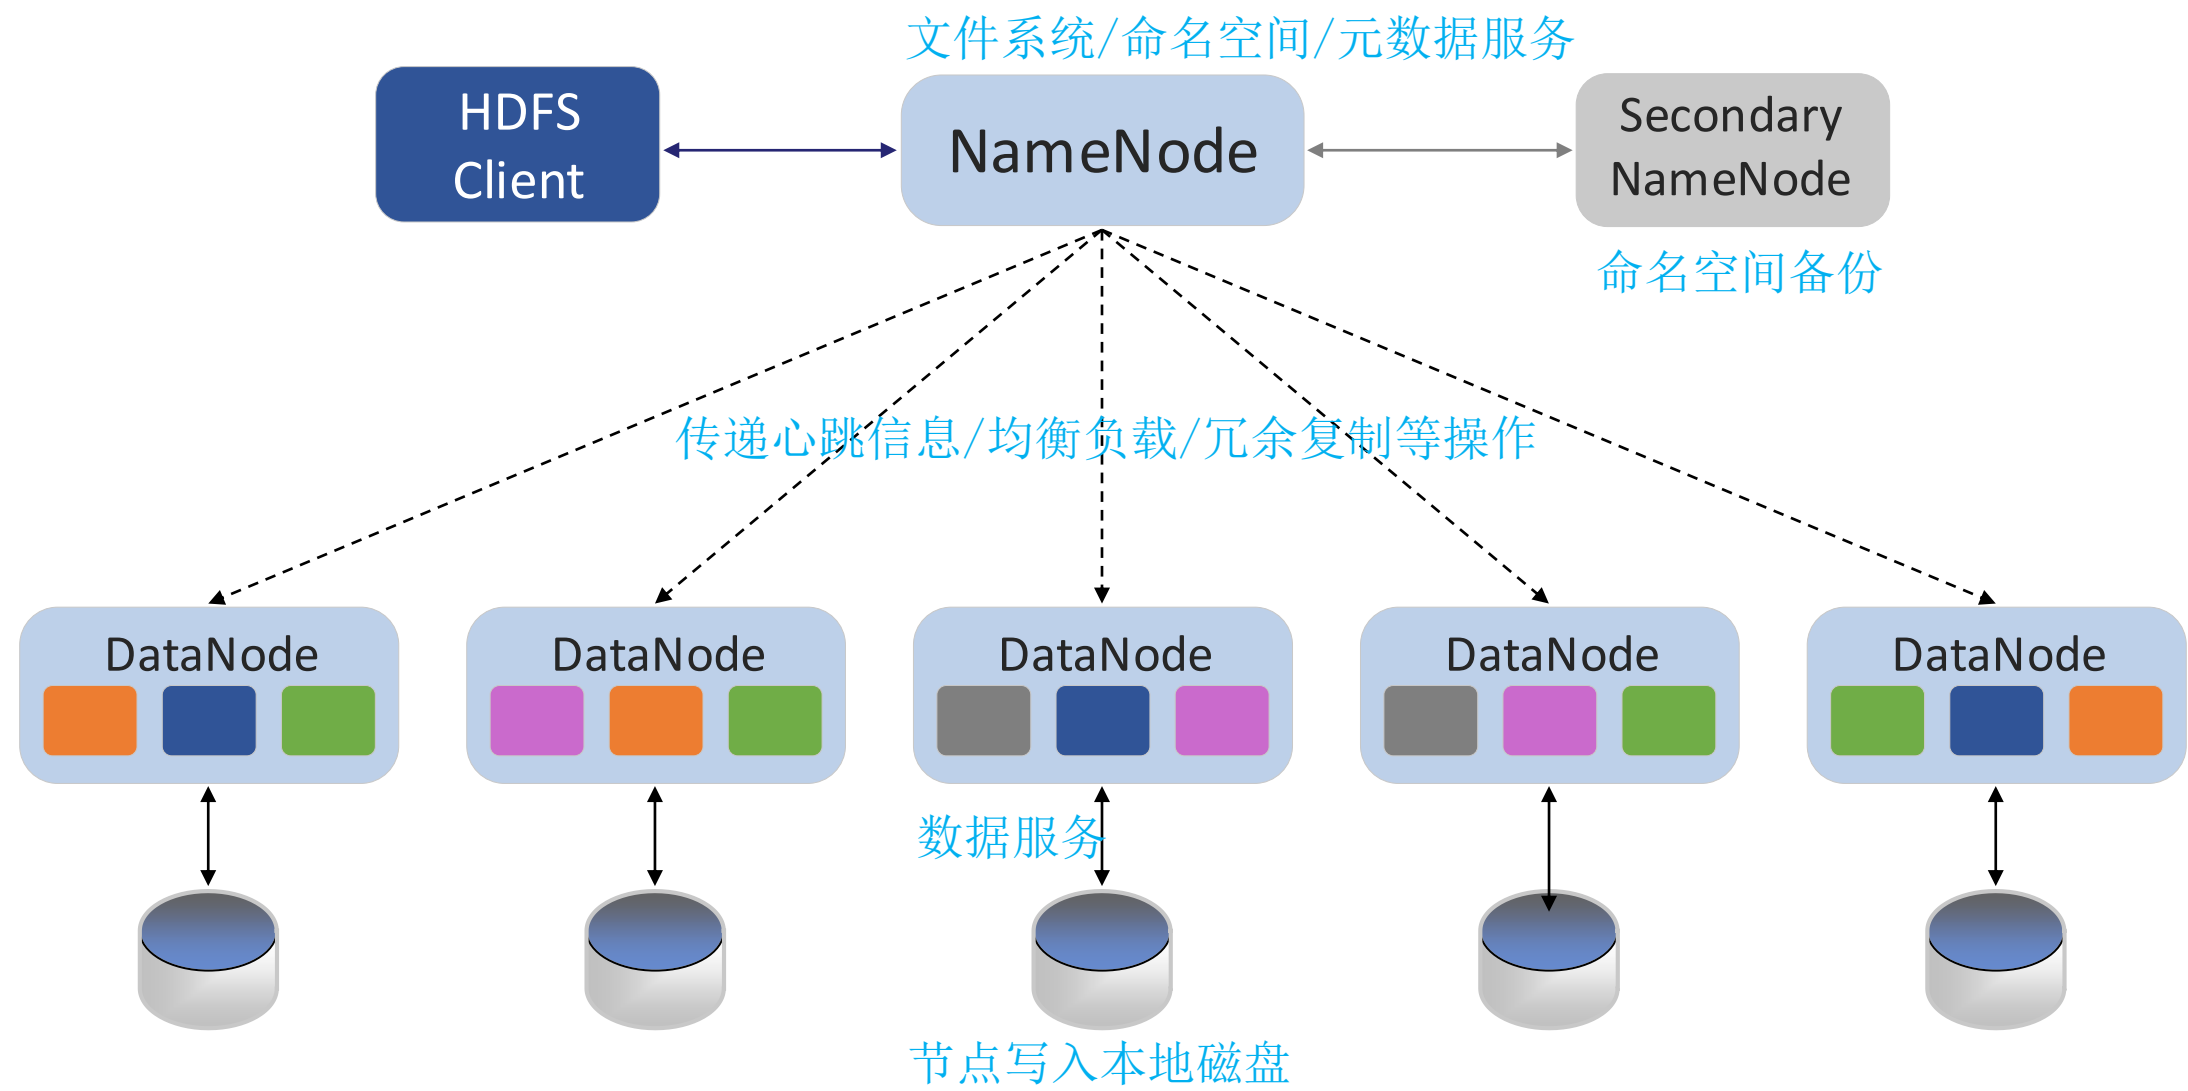 文件系统/命名空间/元数据服务
HDFS
Client
NameNode
Secondary
NameNode
命名空间备份
传递心跳信息/均衡负载/冗余复制等操作
DataNode
DataNode
DataNode
DataNode
DataNode
数据服务
节点写入本地磁盘